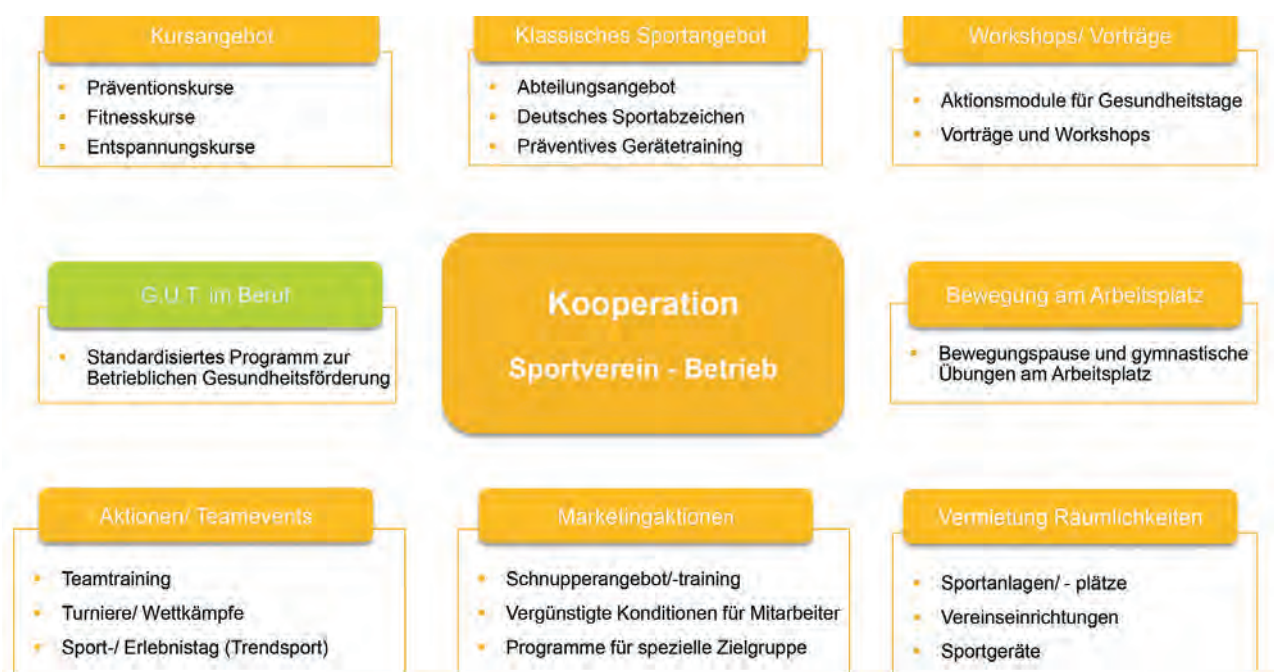 Kursangebot
Präventionskurse
Fitnesskurse
Entspannungskurse
Klassisches Sportangebot
Abteilungsangebot
Deutsches Sportabzeichen
Präventives Gerätetraining
Workshops/ Vorträge
Aktionsmodule für Gesundheitstage
Vorträge und Workshops
G.U.T. im Beruf
Standardisiertes Programm zur
Betrieblichen Gesundheitsförderung
Kooperation
Sportverein - Betrieb
Bewegung am Arbeitsplatz
Bewegungspause und gymnastische
Übungen am Arbeitsplatz
Aktionen/ Teamevents
Teamtraining
Turniere/ Wettkämpfe
Sport-/ Erlebnistag (Trendsport)
Marketingaktionen
Schnupperangebot/-training
Vergünstigte Konditionen für Mitarbeiter
Programme für spezielle Zielgruppe
Vermietung Räumlichkeiten
Sportanlagen/ - plätze
Vereinseinrichtungen
Sportgeräte